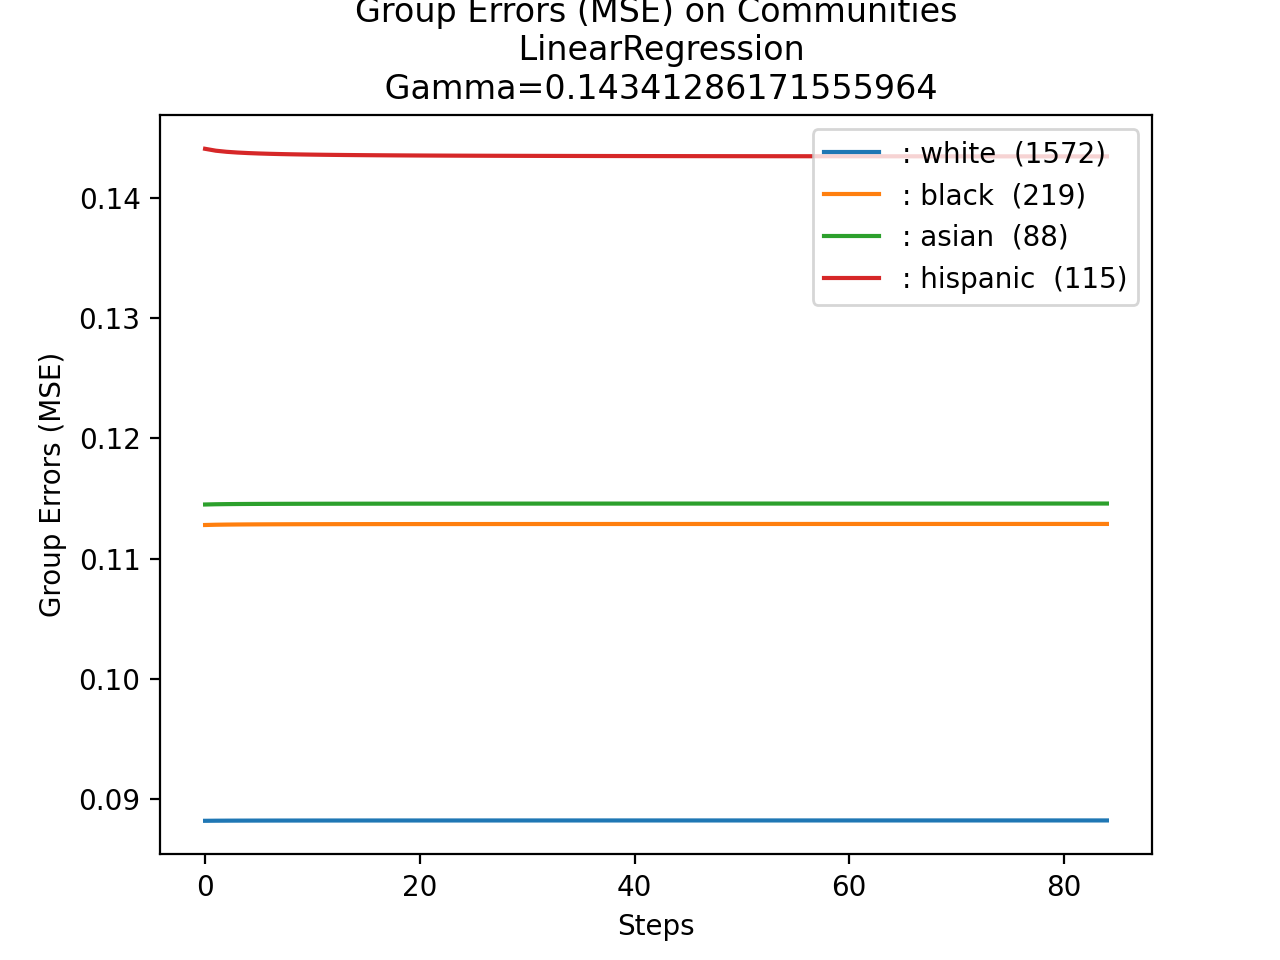 Group Errors (MSE) on Communities
LinearRegression
Gamma=0.14341286171555964
: white (1572)
: black (219)
: asian (88)
: hispanic (115)
Group Errors (MSE)
0.14
0.13
0.12
0.11
0.10
0.09
0 20 40 60 80
Steps